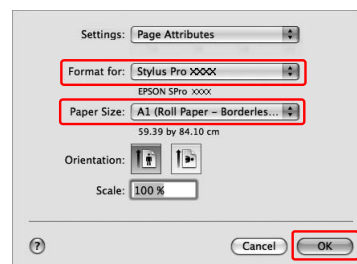 Settings: Page Attributes
Format for: Stylus Pro XXXX
EPSON SPro XXXX
Paper Size: A1 (Roll Paper – Borderles...
59.39 by 84.10 cm
Orientation:
Scale: 100 %
? Cancel OK